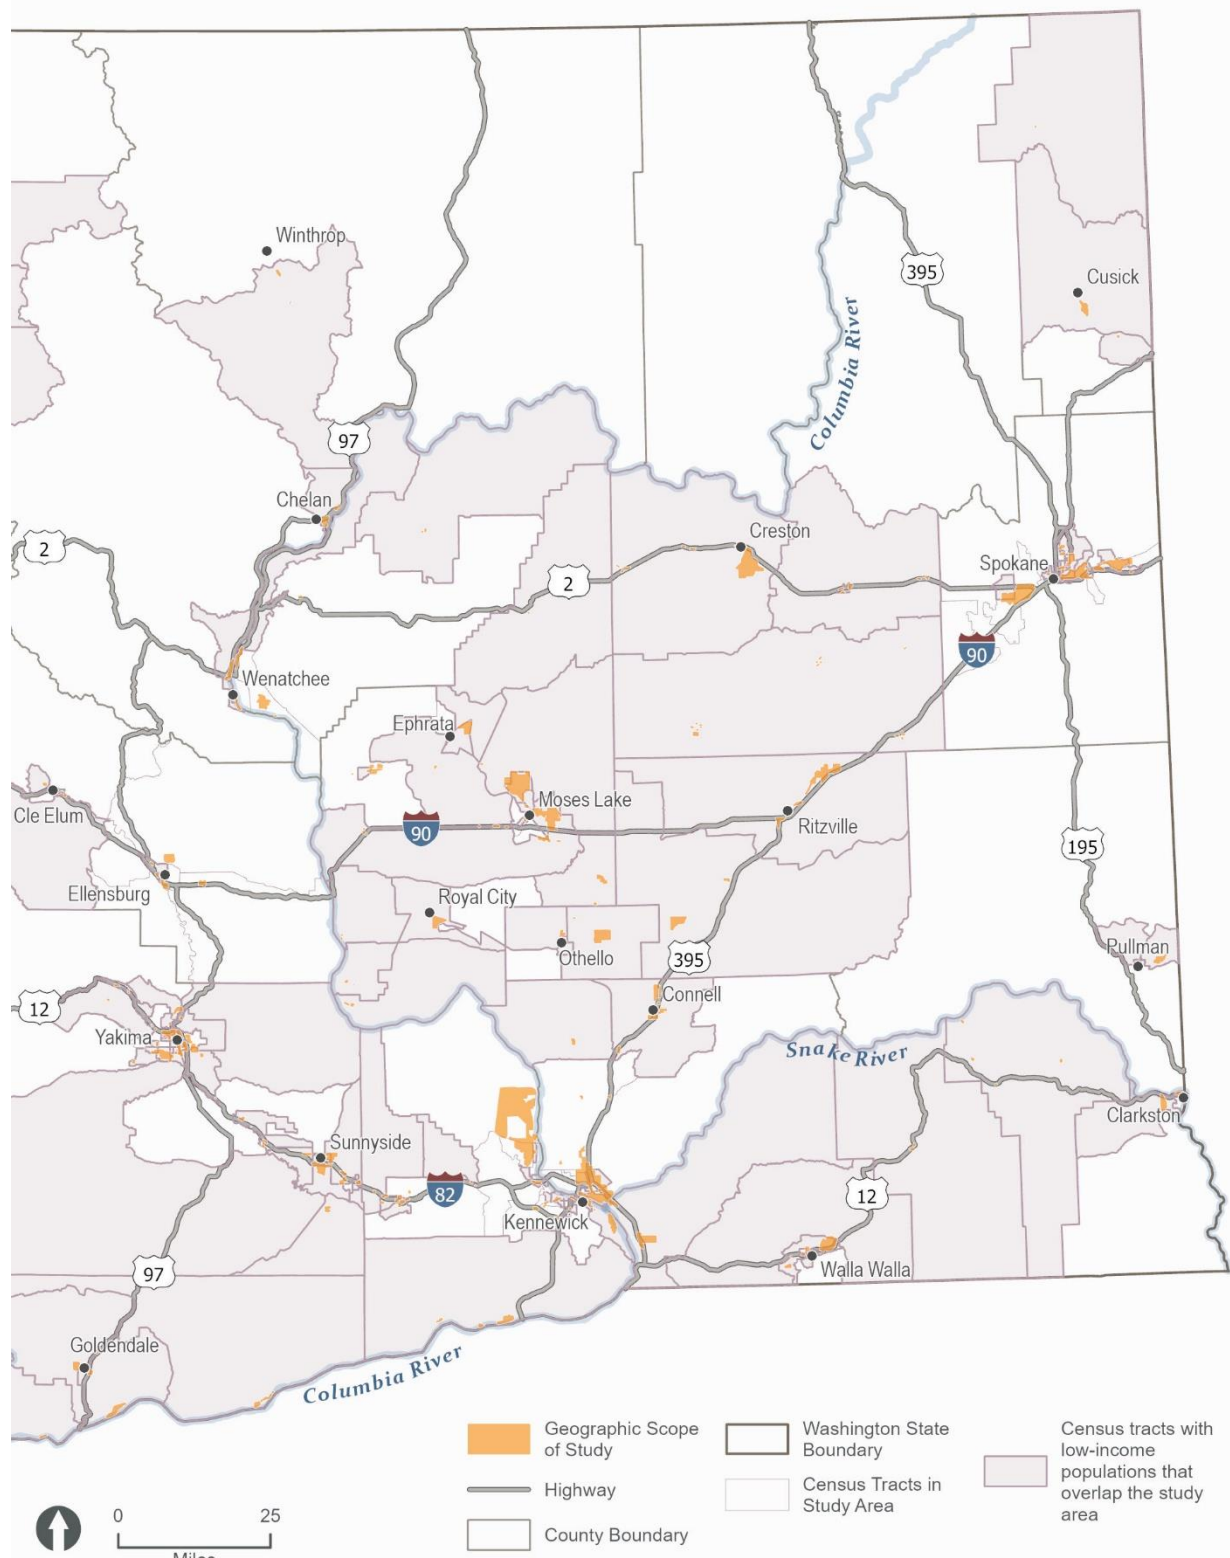 Winthrop
395
Cusick
Columbia River
97
Chelan
2
Creston
2
Spokane
90
Wenatchee
Ephrata
Moses Lake
Cle Elum
90
Ritzville
195
Ellensburg
Royal City
Othello
395
Pullman
12
Connell
Yakima
Snake River
Clarkston
Sunnyside
82
12
Kennewick
Walla Walla
97
Goldendale
Columbia River
Geographic Scope
of Study
Highway
County Boundary
Washington State
Boundary
Census Tracts in
Study Area
Census tracts with
low-income
populations that
overlap the study
area
0 25
Miles